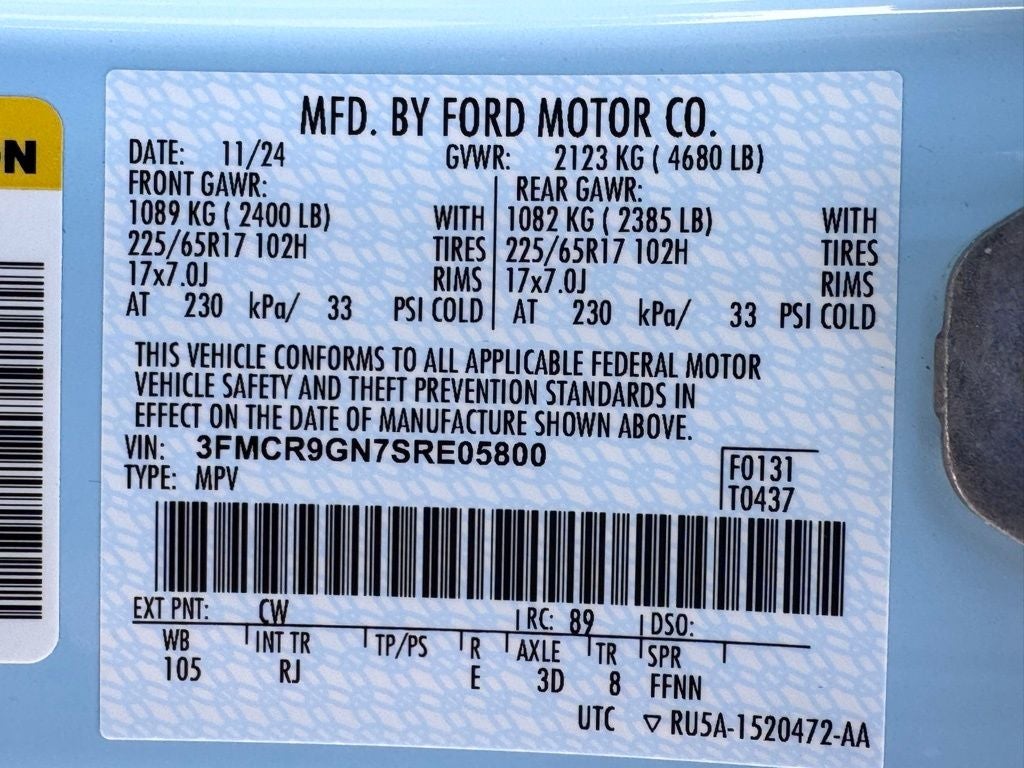 ON
MFD. BY FORD MOTOR CO.
DATE: 11/24 GVWR: 2123 KG ( 4680 LB)
FRONT GAWR: REAR GAWR:
1089 KG ( 2400 LB) WITH 1082 KG ( 2385 LB) WITH
225/65R17 102H TIRES 225/65R17 102H TIRES
17x7.0J RIMS 17x7.0J RIMS
AT 230 kPa/ 33 PSI COLD AT 230 kPa/ 33 PSI COLD
THIS VEHICLE CONFORMS TO ALL APPLICABLE FEDERAL MOTOR
VEHICLE SAFETY AND THEFT PREVENTION STANDARDS IN
EFFECT ON THE DATE OF MANUFACTURE SHOWN ABOVE.
VIN: 3FMCR9GN7SRE05800
TYPE: MPV
F0131
T0437
EXT PNT: CW RC: 89 DSO:
WB INT TR TP/PS R AXLE TR SPR
105 RJ E 3D 8 FFNN
UTC ▽ RU5A-1520472-AA